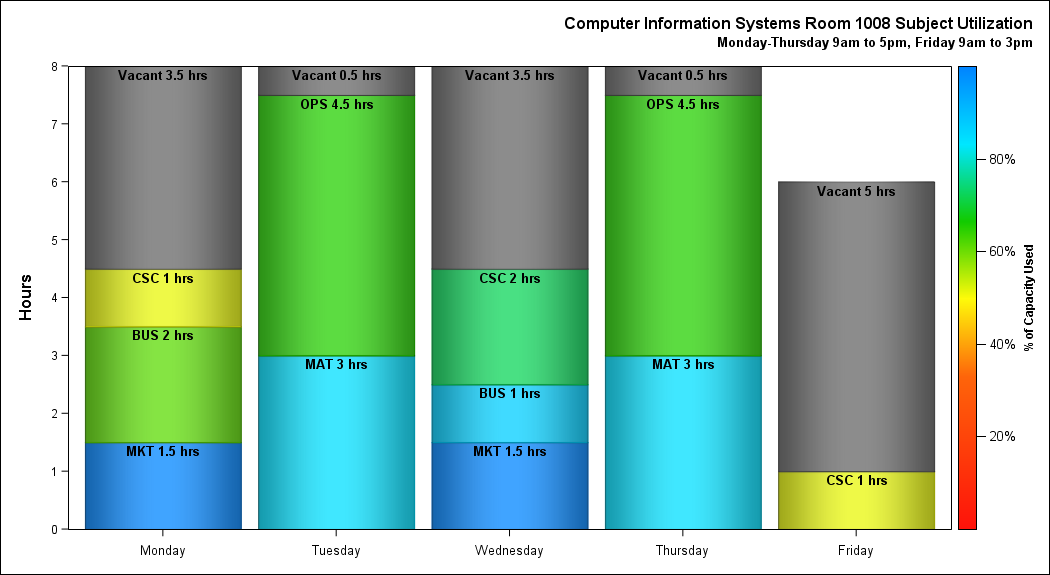 Computer Information Systems Room 1008 Subject Utilization
Monday-Thursday 9am to 5pm, Friday 9am to 3pm
8
7
6
5
4
3
2
1
0
Hours
Vacant 3.5 hrs
CSC 1 hrs
BUS 2 hrs
MKT 1.5 hrs
Vacant 0.5 hrs
OPS 4.5 hrs
MAT 3 hrs
Vacant 3.5 hrs
CSC 2 hrs
BUS 1 hrs
MKT 1.5 hrs
Vacant 0.5 hrs
OPS 4.5 hrs
MAT 3 hrs
Vacant 5 hrs
CSC 1 hrs
Monday
Tuesday
Wednesday
Thursday
Friday
80%
60%
40%
20%
% of Capacity Used